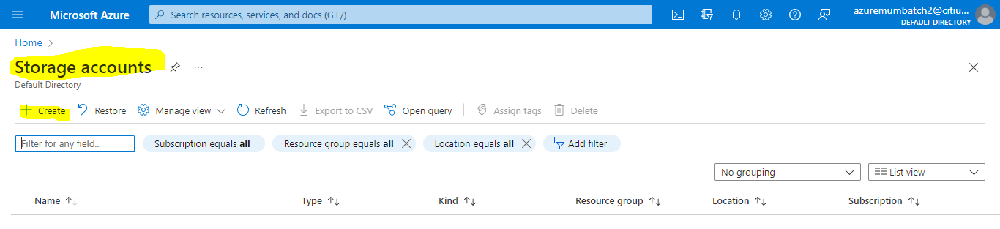 Microsoft Azure
Search resources, services, and docs (G+/)
azuremumbatch2@citiu...
DEFAULT DIRECTORY
Home >
Storage accounts
...
Default Directory
+ Create Restore Manage view Refresh Export to CSV Open query Assign tags Delete
Filter for any field... Subscription equals all Resource group equals all Location equals all Add filter
No grouping List view
Name Type Kind Resource group Location Subscription